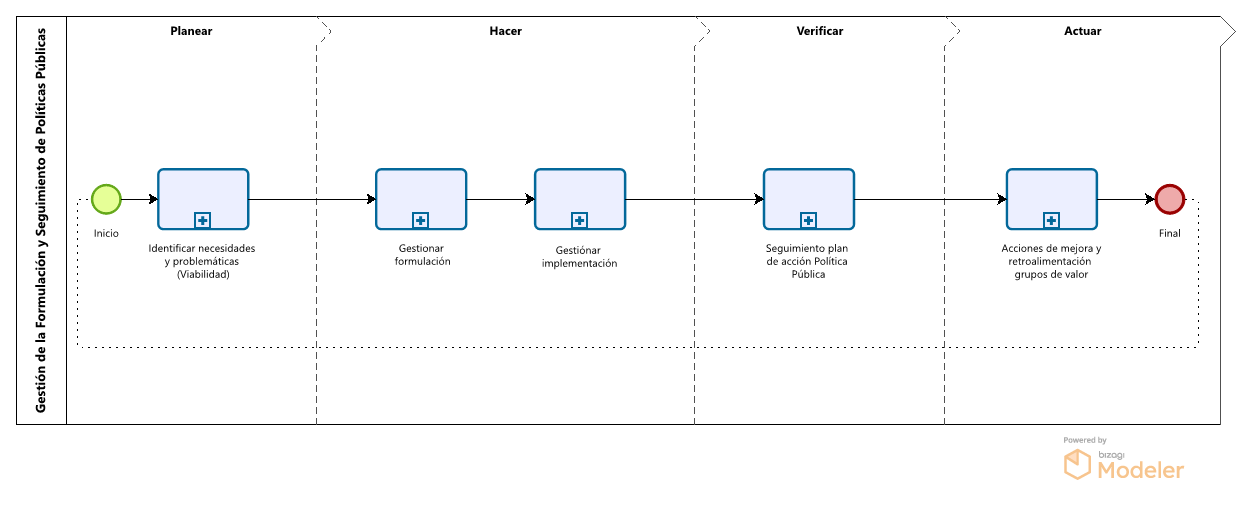 Gestión de la Formulación y Seguimiento de Políticas Públicas
Planear
Hacer
Verificar
Actuar
Inicio
Identificar necesidades
y problemáticas
(Viabilidad)
Gestionar
formulación
Gestiónar
implementación
Seguimiento plan
de acción Política
Pública
Acciones de mejora y
retroalimentación
grupos de valor
Final
Powered by
bizagi
Modeler